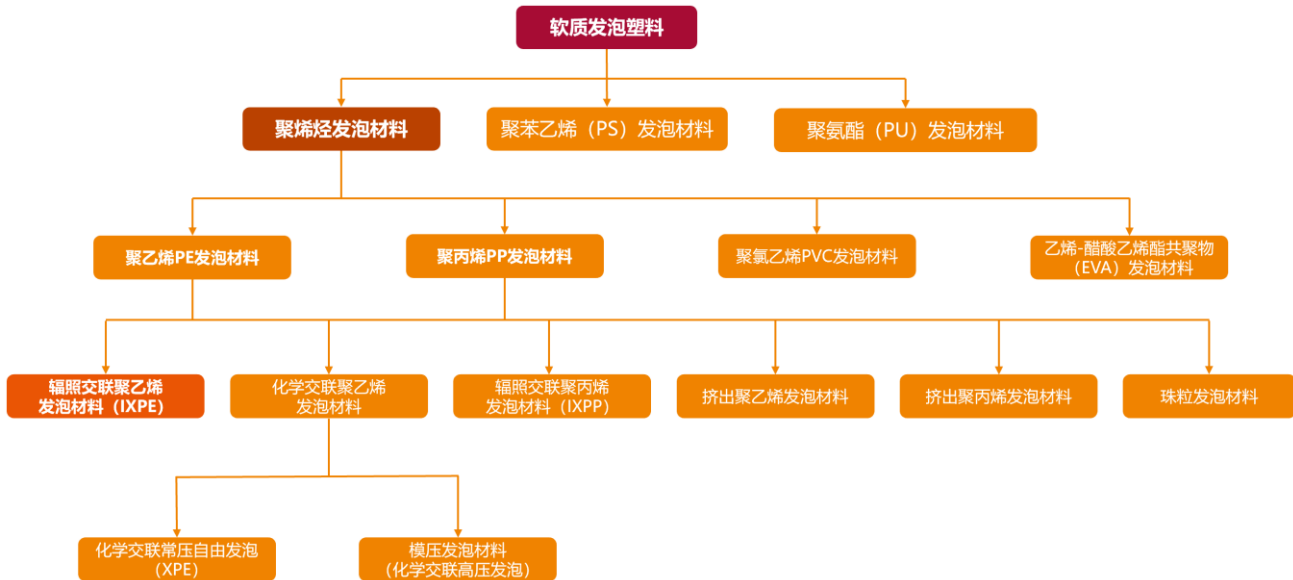 软质发泡塑料
聚烯烃发泡材料
聚苯乙烯（PS）发泡材料
聚氨酯（PU）发泡材料
聚乙烯PE发泡材料
聚丙烯PP发泡材料
聚氯乙烯PVC发泡材料
乙烯-醋酸乙烯酯共聚物
（EVA）发泡材料
辐照交联聚乙烯
发泡材料（IXPE）
化学交联聚乙烯
发泡材料
辐照交联聚丙烯
发泡材料（IXPP）
挤出聚乙烯发泡材料
挤出聚丙烯发泡材料
珠粒发泡材料
化学交联常压自由发泡
（XPE）
模压发泡材料
（化学交联高压发泡）